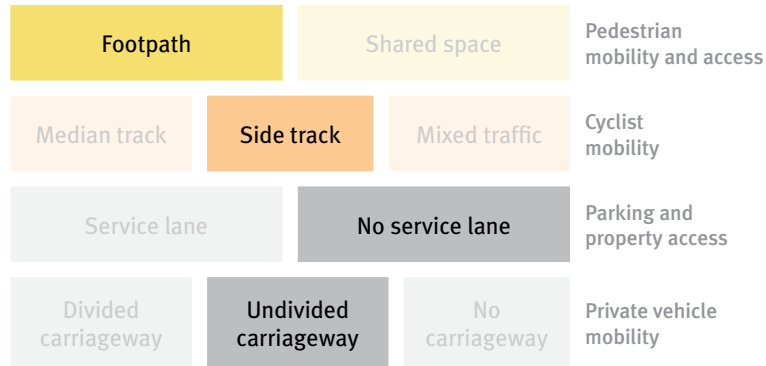 Footpath
Shared space
Pedestrian
mobility and access
Median track
Side track
Mixed traffic
Cyclist
mobility
Service lane
No service lane
Parking and
property access
Divided
carriageway
Undivided
carriageway
No
carriageway
Private vehicle
mobility